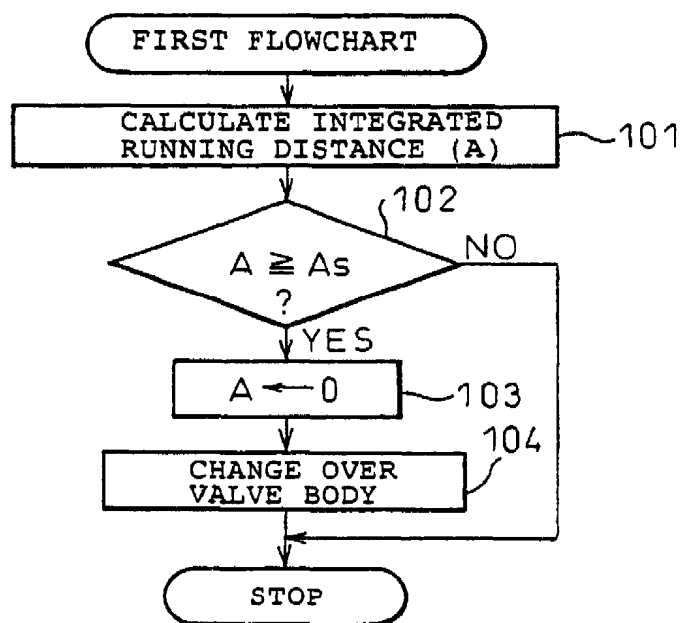 FIRST FLOWCHART
CALCULATE INTEGRATED
RUNNING DISTANCE (A)
101
102
A ≧ As
?
NO
YES
A ← 0
103
104
CHANGE OVER
VALVE BODY
STOP